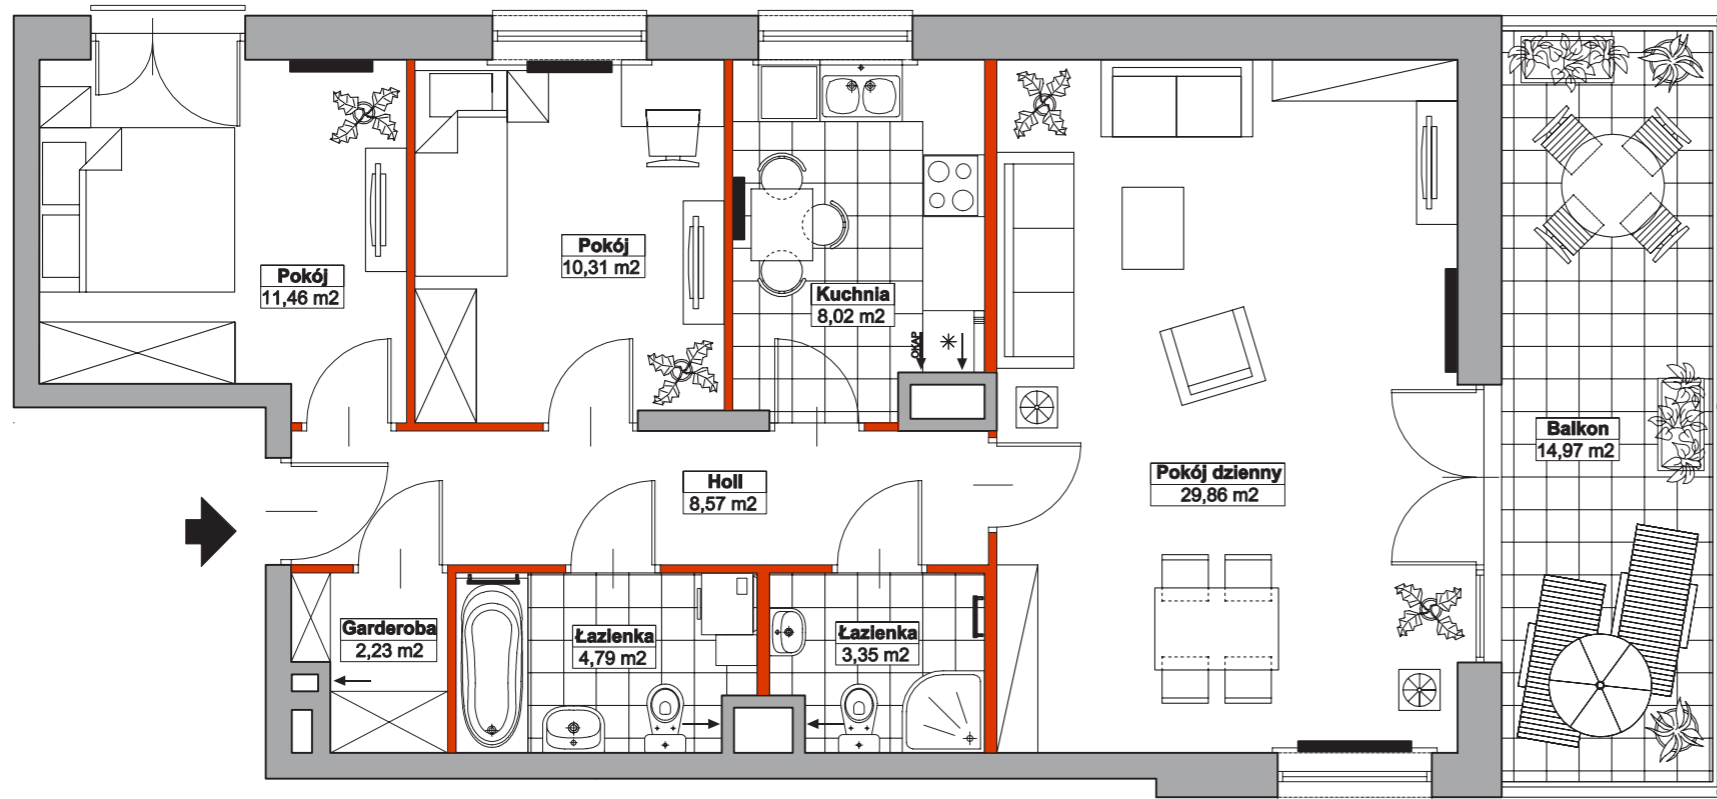 Pokój
11,46 m2
Pokój
10,31 m2
Kuchnia
8,02 m2
OKAP
Holl
8,57 m2
Pokój dzienny
29,86 m2
Balkon
14,97 m2
Garderoba
2,23 m2
Łazienka
4,79 m2
Łazienka
3,35 m2